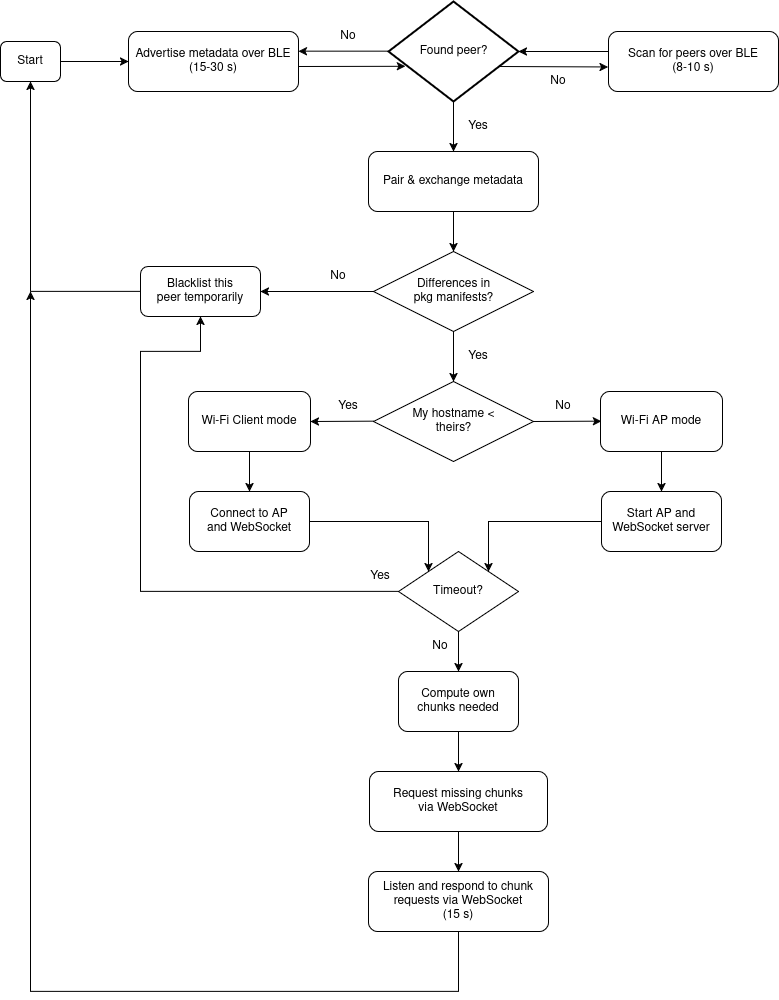 Start
Advertise metadata over BLE
(15-30 s)
No
Found peer?
Scan for peers over BLE
(8-10 s)
No
Yes
Pair & exchange metadata
Differences in
pkg manifests?
No
Blacklist this
peer temporarily
Yes
My hostname <
theirs?
Yes
Wi-Fi Client mode
No
Wi-Fi AP mode
Connect to AP
and WebSocket
Start AP and
WebSocket server
Timeout?
Yes
No
Compute own
chunks needed
Request missing chunks
via WebSocket
Listen and respond to chunk
requests via WebSocket
(15 s)